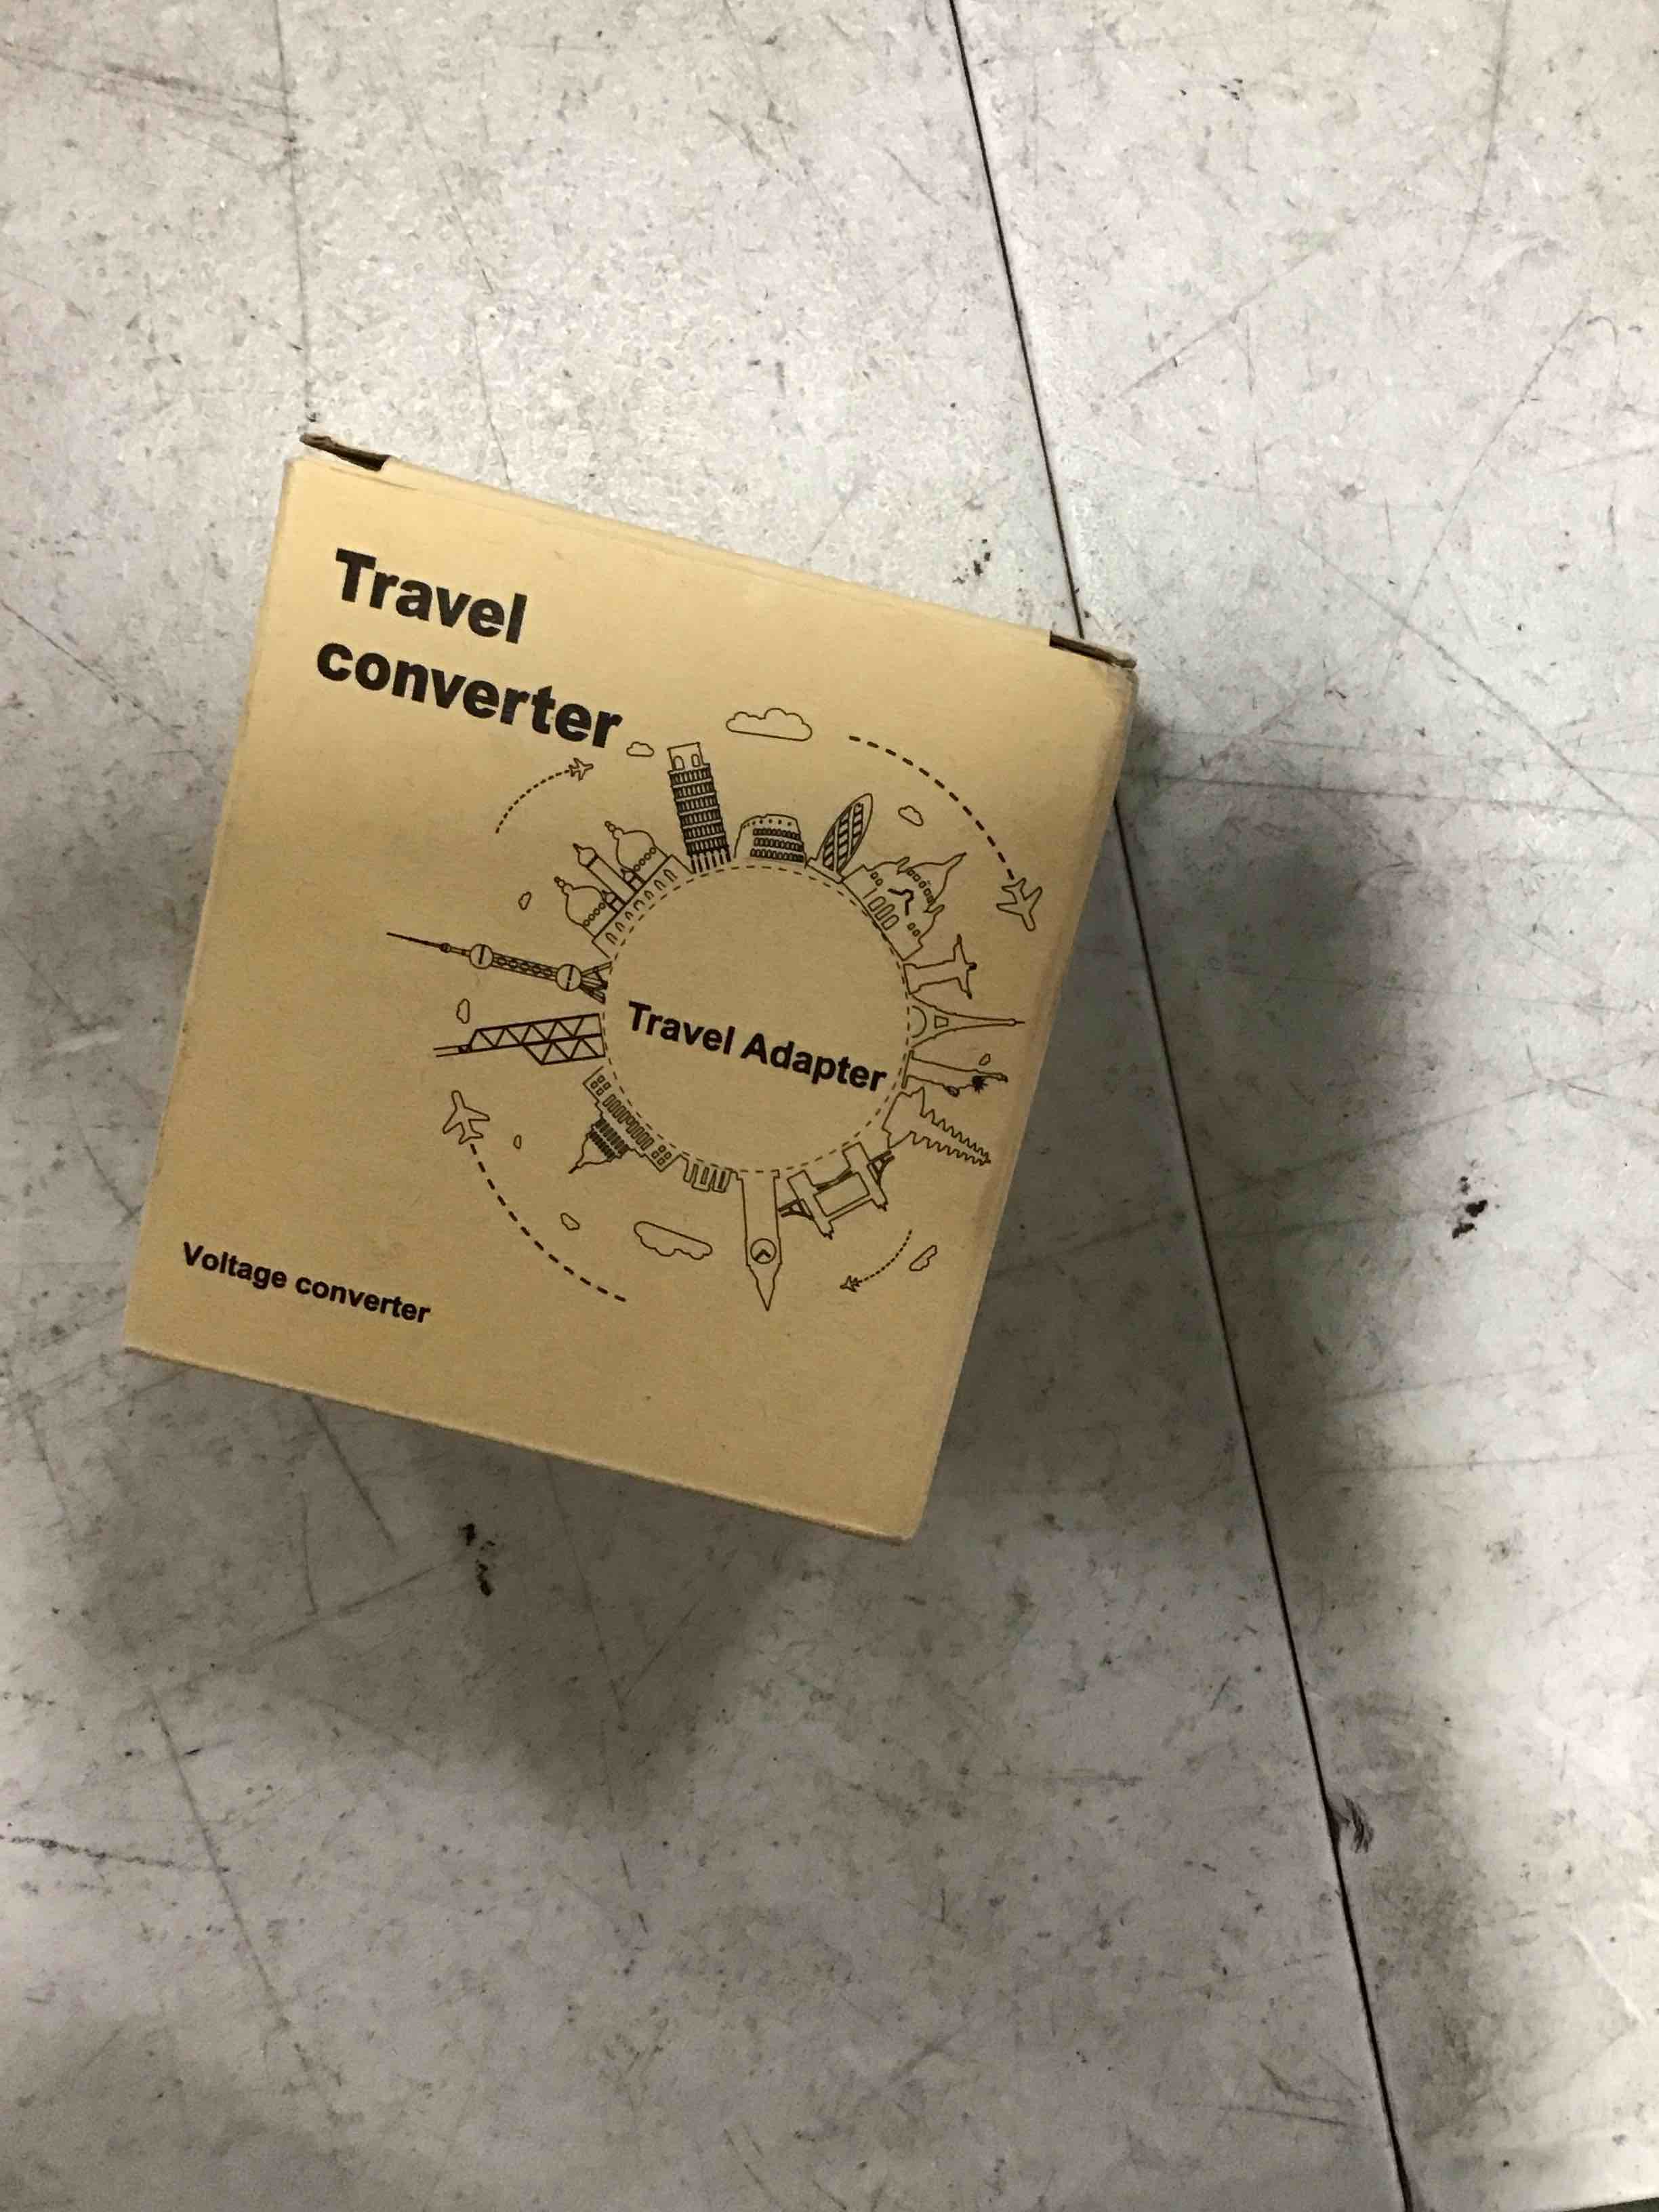 Travel
converter
Travel Adapter
Voltage converter